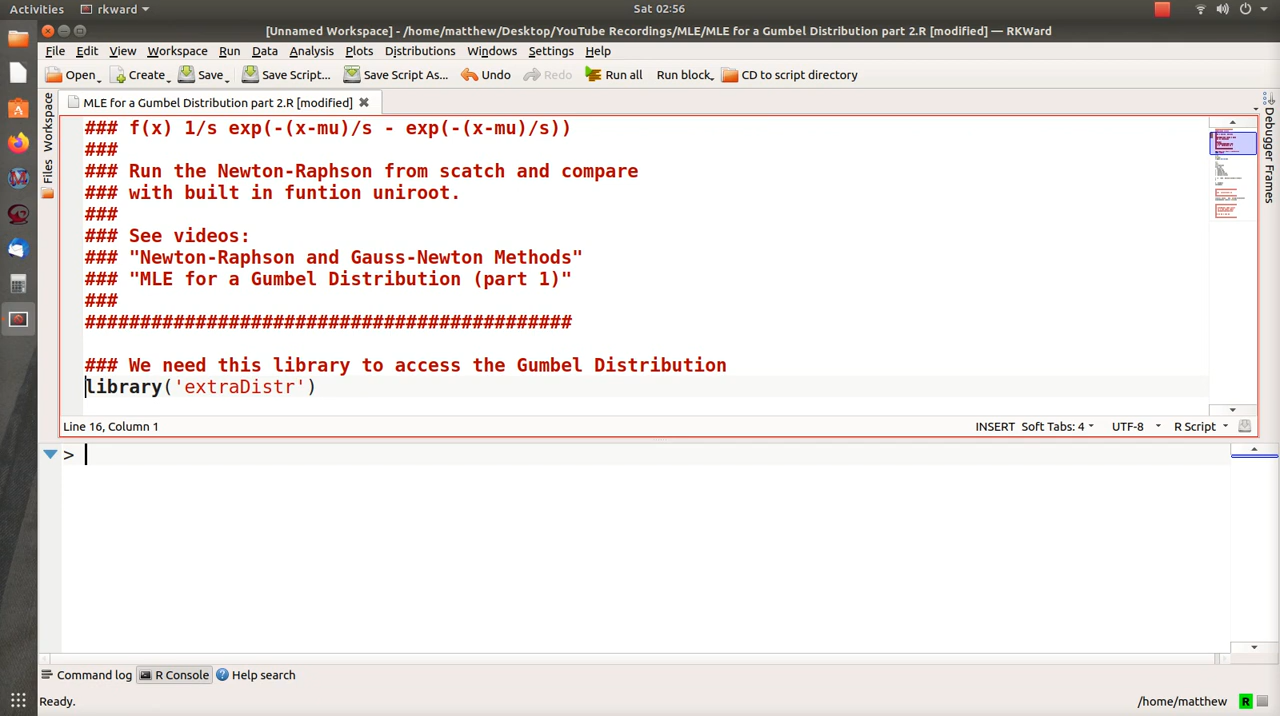 Activities rkward Sat 02:56
[Unnamed Workspace] - /home/matthew/Desktop/YouTube Recordings/MLE/MLE for a Gumbel Distribution part 2.R [modified] — RKWard
File Edit View Workspace Run Data Analysis Plots Distributions Windows Settings Help
Open Create Save Save Script... Save Script As... Undo Redo Run all Run block CD to script directory
MLE for a Gumbel Distribution part 2.R [modified]
Workspace
Files
Debugger Frames
### f(x) 1/s exp(-(x-mu)/s - exp(-(x-mu)/s))
###
### Run the Newton-Raphson from scatch and compare
### with built in funtion uniroot.
###
### See videos:
### "Newton-Raphson and Gauss-Newton Methods"
### "MLE for a Gumbel Distribution (part 1)"
###
############################################
### We need this library to access the Gumbel Distribution
library('extraDistr')
Line 16, Column 1 INSERT Soft Tabs: 4 UTF-8 R Script
>
Command log R Console Help search
Ready. /home/matthew R